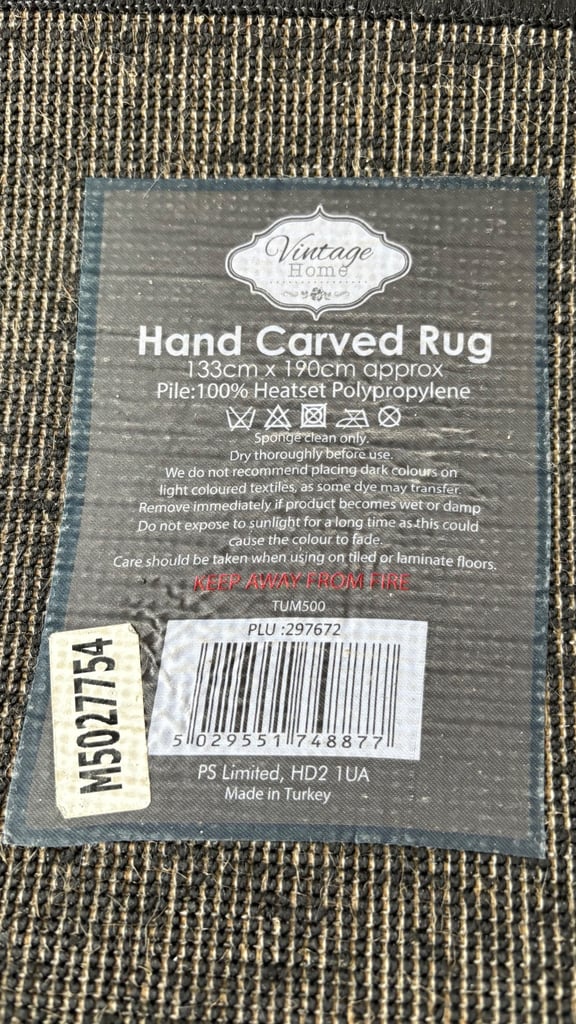 Vintage
Home
Hand Carved Rug
133cm x 190cm approx
Pile:100% Heatset Polypropylene
Sponge clean only.
Dry thoroughly before use.
We do not recommend placing dark colours on
light coloured textiles, as some dye may transfer.
Remove immediately if product becomes wet or damp
Do not expose to sunlight for a long time as this could
cause the colour to fade.
Care should be taken when using on tiled or laminate floors.
KEEP AWAY FROM FIRE
TUM500
PLU :297672
5 029551 748877
M5027754
PS Limited, HD2 1UA
Made in Turkey